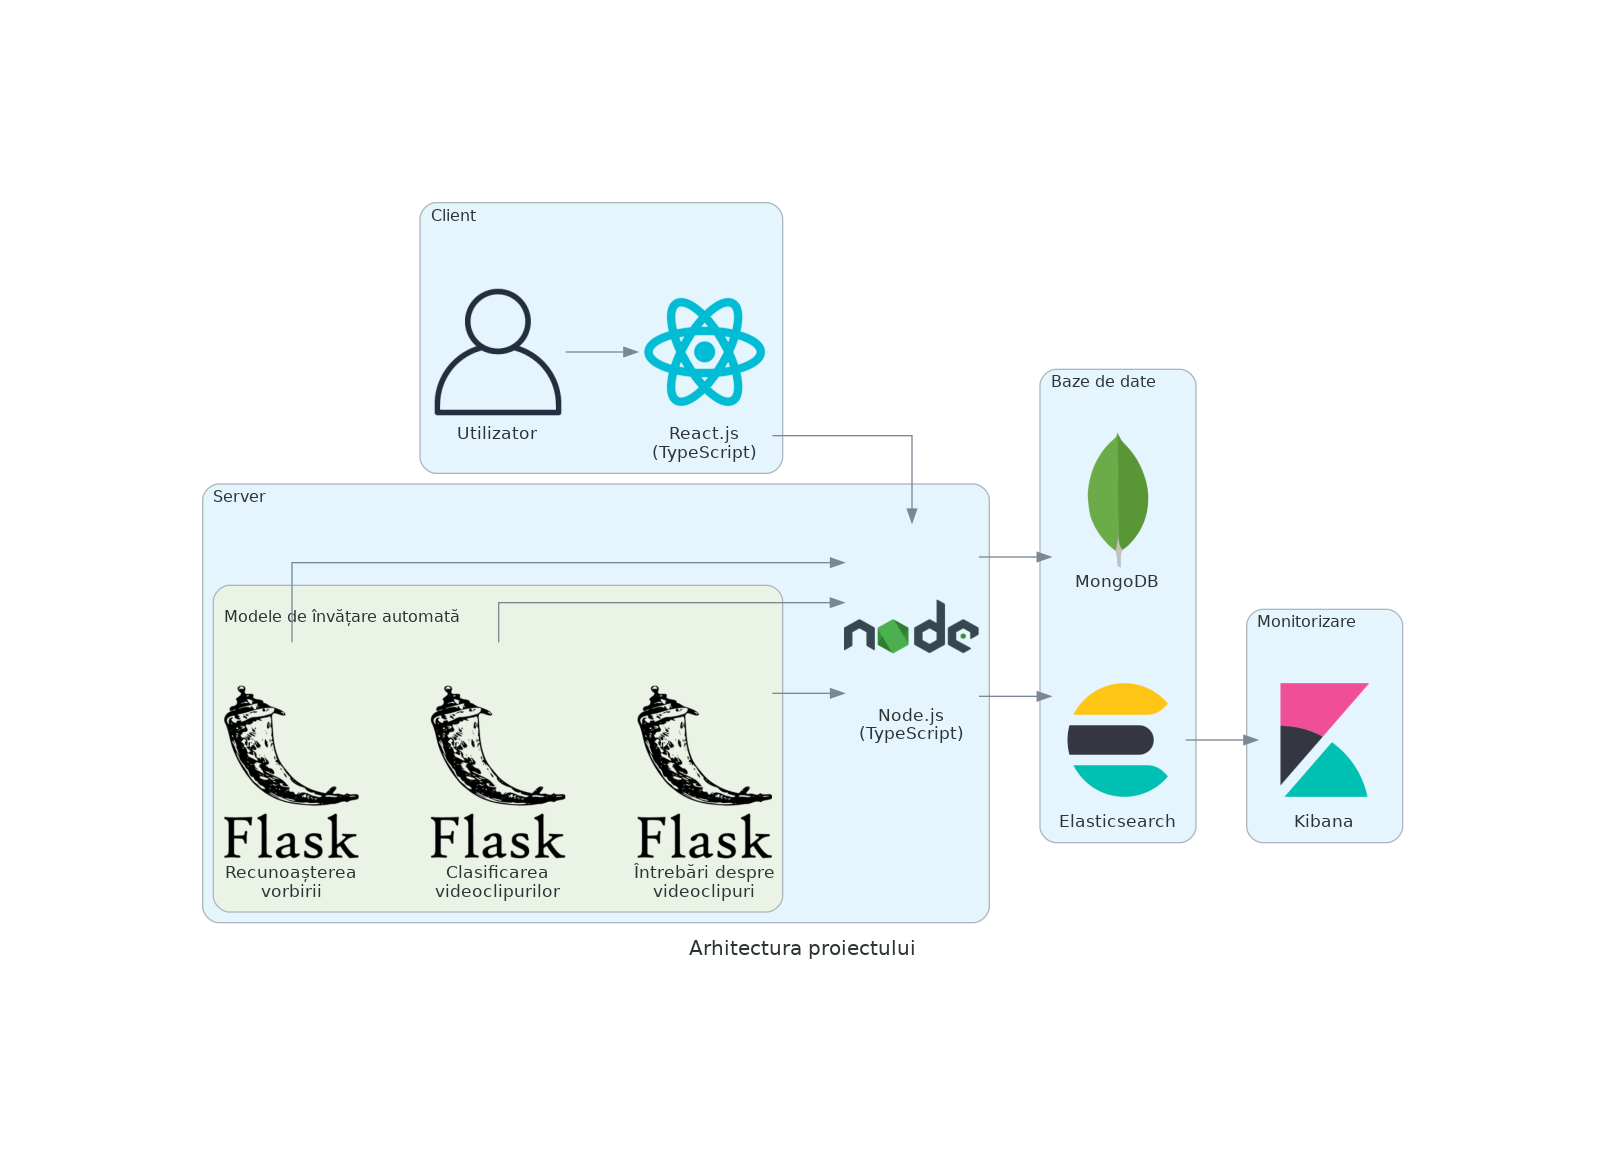 Client
Utilizator
React.js
(TypeScript)
Server
Modele de învățare automată
Flask
Recunoașterea
vorbirii
Flask
Clasificarea
videoclipurilor
Flask
Întrebări despre
videoclipuri
node
Node.js
(TypeScript)
Baze de date
MongoDB
Elasticsearch
Monitorizare
Kibana
Arhitectura proiectului